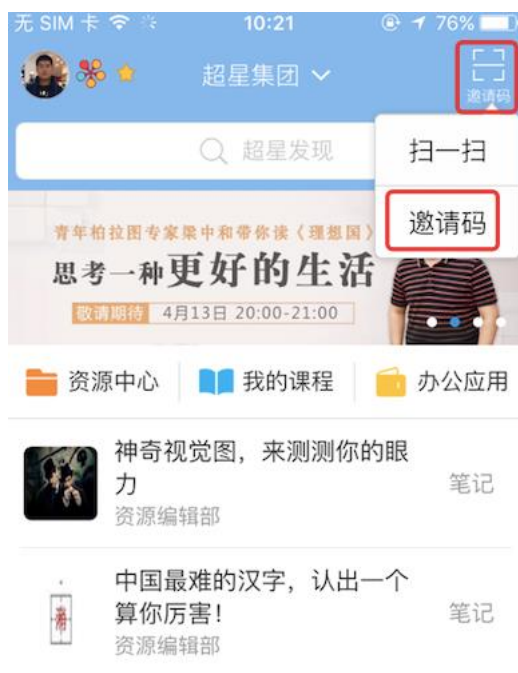 无 SIM 卡 10:21 76%
超星集团
邀请码
超星发现
扫一扫
邀请码
青年柏拉图专家梁中和带你读《理想国》
思考一种更好的生活
敬请期待 4月13日 20:00-21:00
资源中心 我的课程 办公应用
神奇视觉图，来测测你的眼
力
笔记
资源编辑部
中国最难的汉字，认出一个
算你厉害！
笔记
资源编辑部